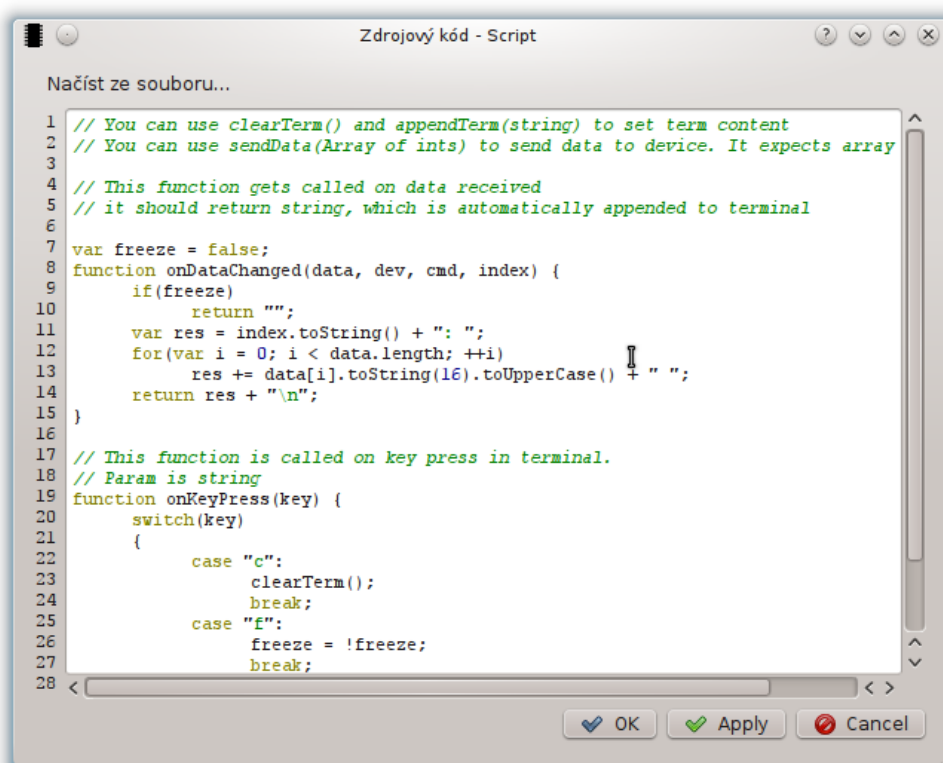 Zdrojový kód - Script
Načíst ze souboru...
1 // You can use clearTerm() and appendTerm(string) to set term content
2 // You can use sendData(Array of ints) to send data to device. It expects array
3
4 // This function gets called on data received
5 // it should return string, which is automatically appended to terminal
6
7 var freeze = false;
8 function onDataChanged(data, dev, cmd, index) {
9 if(freeze)
10 return "";
11 var res = index.toString() + ": ";
12 for(var i = 0; i < data.length; ++i)
13 res += data[i].toString(16).toUpperCase() + " ";
14 return res + "\n";
15 }
16
17 // This function is called on key press in terminal.
18 // Param is string
19 function onKeyPress(key) {
20 switch(key)
21 {
22 case "c":
23 clearTerm();
24 break;
25 case "f":
26 freeze = !freeze;
27 break;
28
OK Apply Cancel